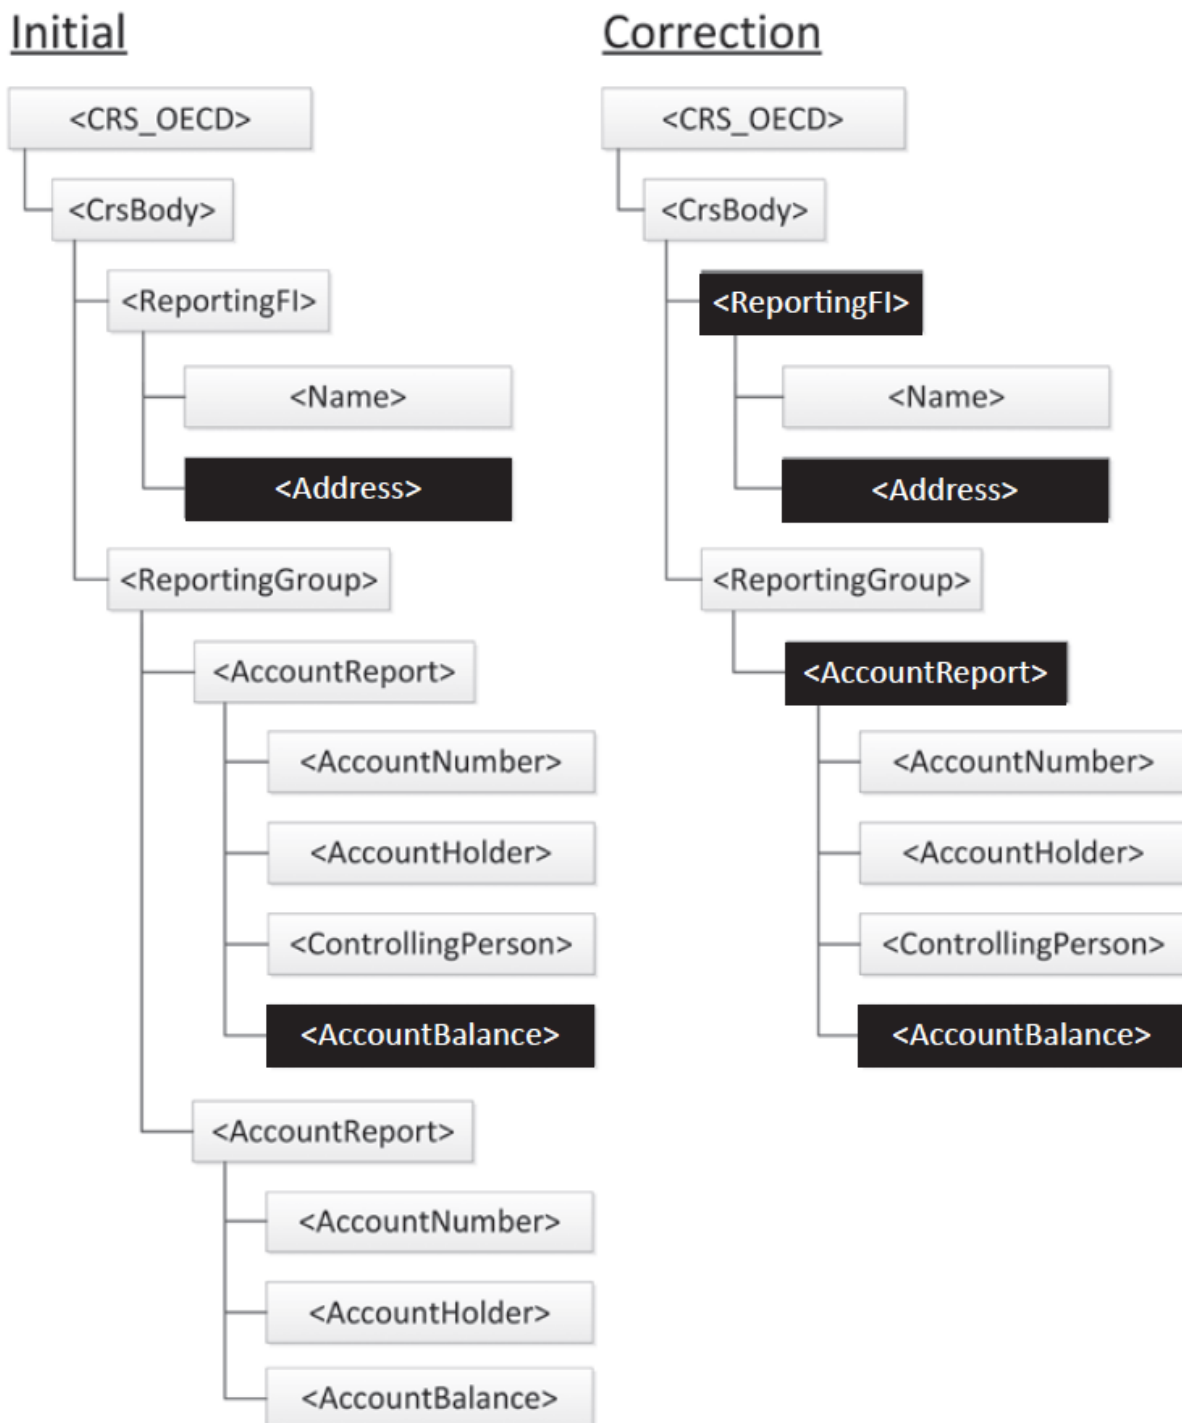 Initial
<CRS_OECD>
<CrsBody>
<ReportingFI>
<Name>
<Address>
<ReportingGroup>
<AccountReport>
<AccountNumber>
<AccountHolder>
<ControllingPerson>
<AccountBalance>
<AccountReport>
<AccountNumber>
<AccountHolder>
<AccountBalance>
Correction
<CRS_OECD>
<CrsBody>
<ReportingFI>
<Name>
<Address>
<ReportingGroup>
<AccountReport>
<AccountNumber>
<AccountHolder>
<ControllingPerson>
<AccountBalance>